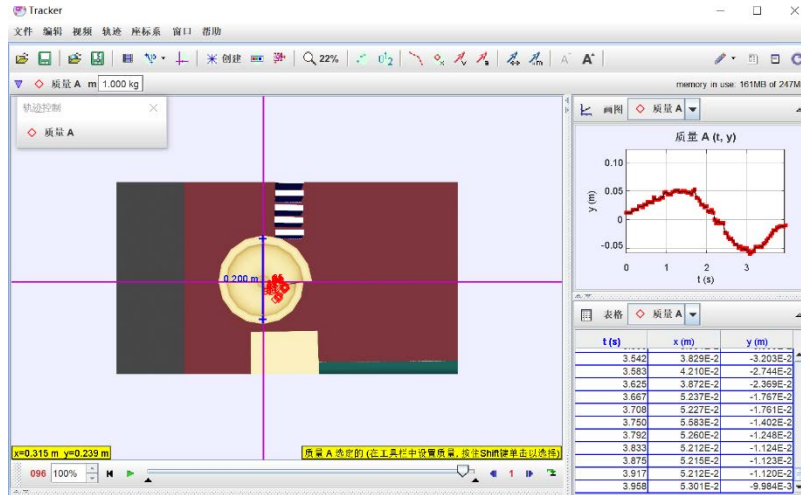 Tracker
文件 编辑 视频 轨迹 座标系 窗口 帮助
创建 22%
质量 A m 1.000 kg
memory in use: 161MB of 247M
轨迹控制
质量 A
0.200 m
x=0.315 m y=0.239 m
质量 A 选定的 (在工具栏中设置质量, 按住Shift键单击以选择)
096 100% 1
画图 质量 A
质量 A (t, y)
0.10
0.05
0
-0.05
y (m)
0 1 2 3
t (s)
表格 质量 A
t (s) x (m) y (m)
3.542 3.829E-2 -3.203E-2
3.583 4.210E-2 -2.744E-2
3.625 3.872E-2 -2.369E-2
3.667 5.237E-2 -1.767E-2
3.708 5.227E-2 -1.761E-2
3.750 5.583E-2 -1.402E-2
3.792 5.260E-2 -1.248E-2
3.833 5.212E-2 -1.124E-2
3.875 5.215E-2 -1.123E-2
3.917 5.212E-2 -1.120E-2
3.958 5.301E-2 -9.984E-3